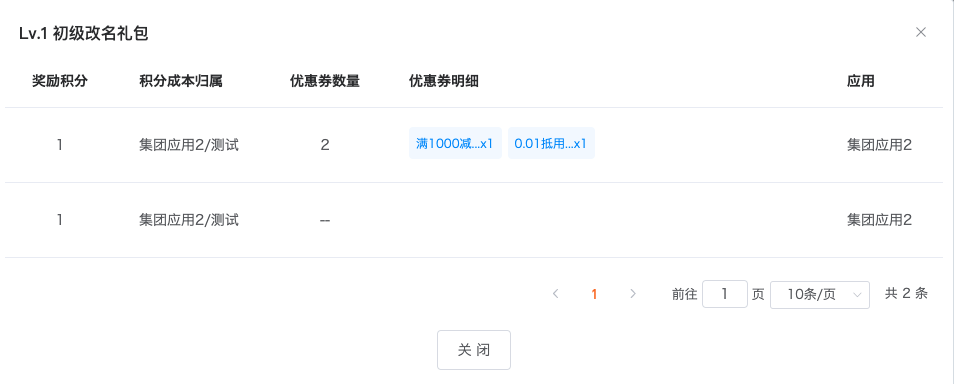 Lv.1 初级改名礼包
奖励积分 积分成本归属 优惠券数量 优惠券明细 应用
1 集团应用2/测试 2 满1000减...x1 0.01抵用...x1 集团应用2
1 集团应用2/测试 -- 集团应用2
1 前往 1 页 10条/页 共 2 条
关 闭